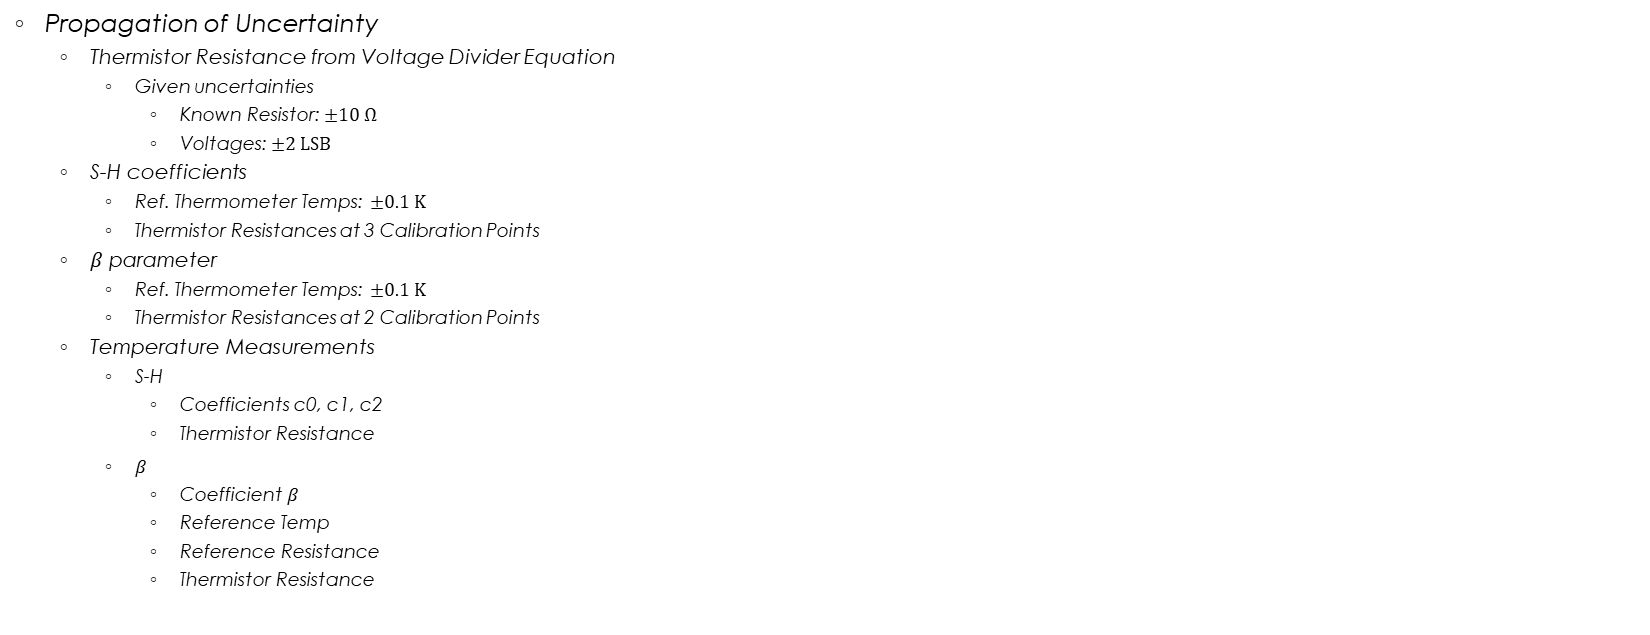 Propagation of Uncertainty
Thermistor Resistance from Voltage Divider Equation
Given uncertainties
Known Resistor: ±10 Ω
Voltages: ±2 LSB
S-H coefficients
Ref. Thermometer Temps: ±0.1 K
Thermistor Resistances at 3 Calibration Points
β parameter
Ref. Thermometer Temps: ±0.1 K
Thermistor Resistances at 2 Calibration Points
Temperature Measurements
S-H
Coefficients c0, c1, c2
Thermistor Resistance
β
Coefficient β
Reference Temp
Reference Resistance
Thermistor Resistance